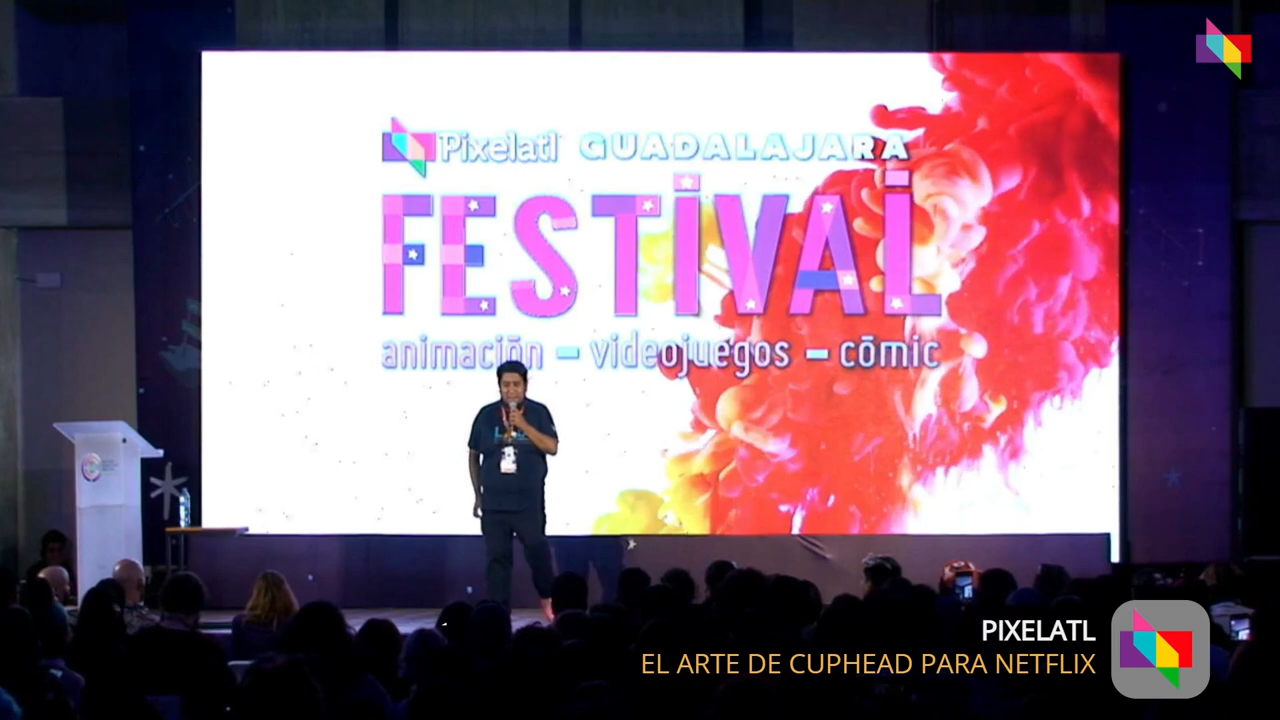 Pixelatl GUADALAJARA
FESTIVAL
animación – videojuegos – cómic
PIXELATL
EL ARTE DE CUPHEAD PARA NETFLIX